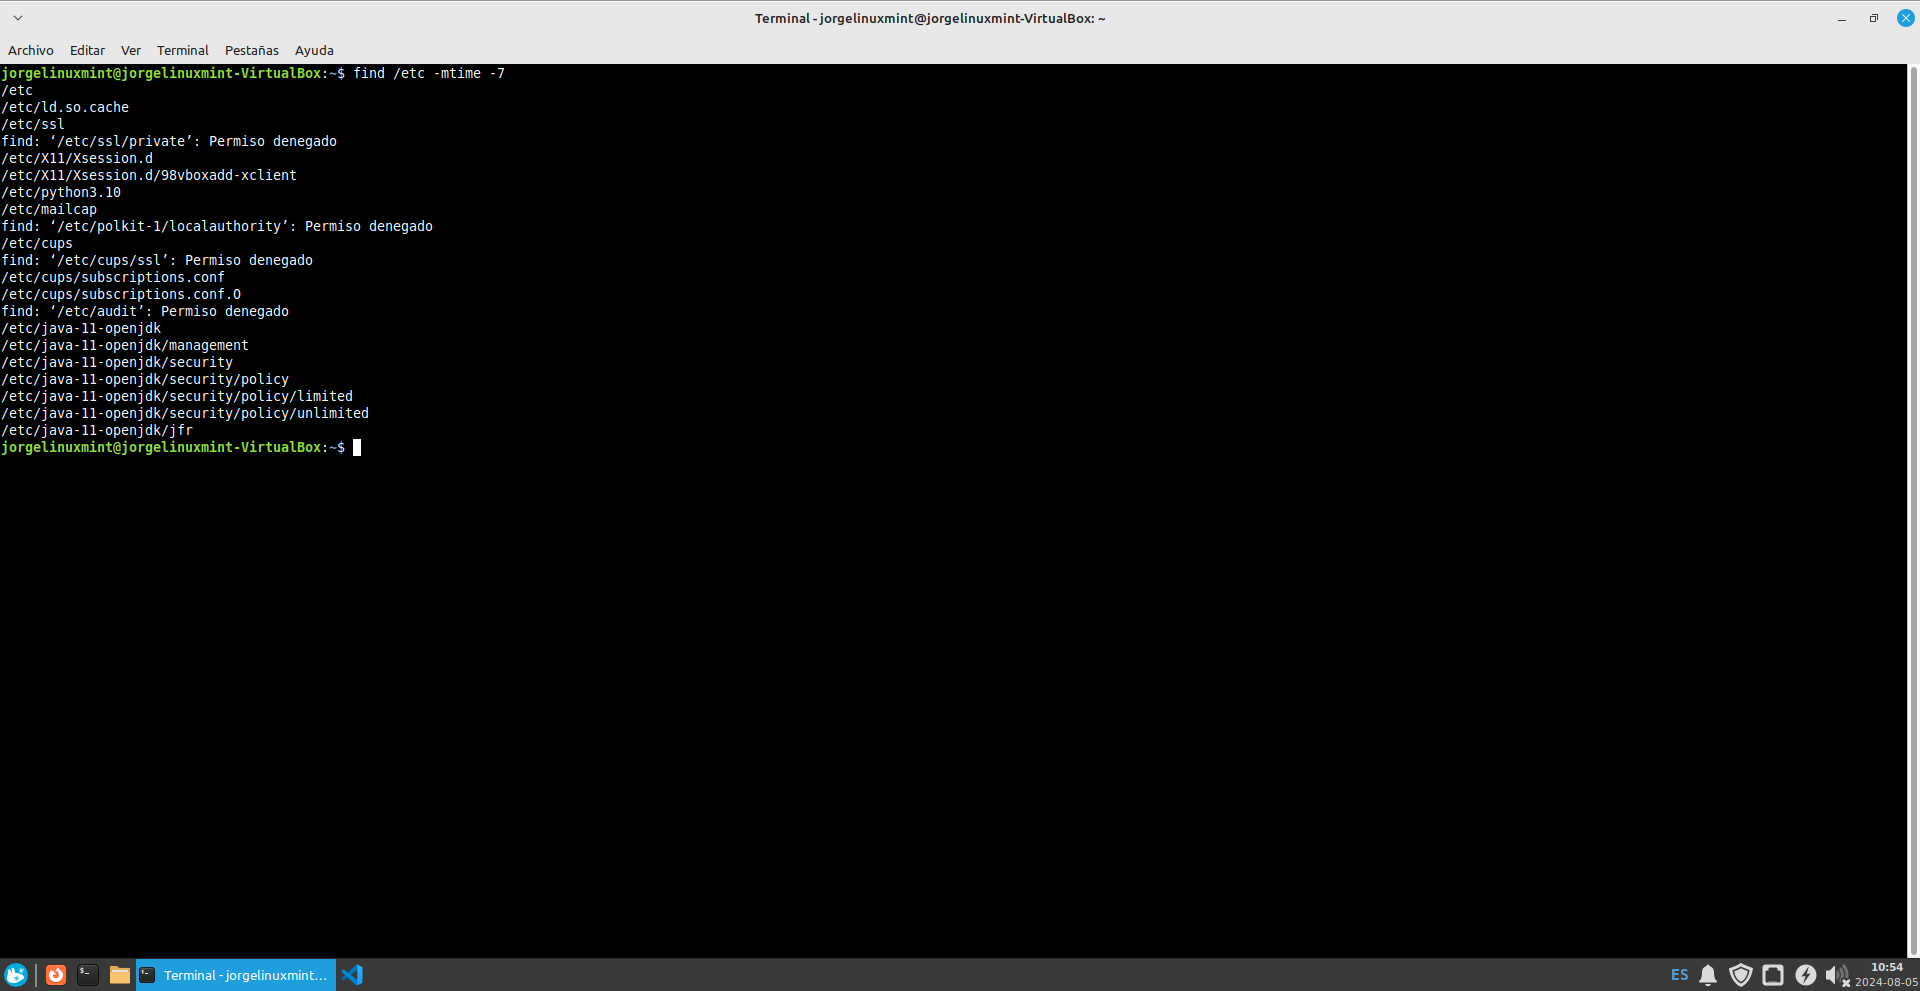 Terminal - jorgelinuxmint@jorgelinuxmint-VirtualBox: ~
Archivo Editar Ver Terminal Pestañas Ayuda
jorgelinuxmint@jorgelinuxmint-VirtualBox:~$ find /etc -mtime -7
/etc
/etc/ld.so.cache
/etc/ssl
find: ‘/etc/ssl/private’: Permiso denegado
/etc/X11/Xsession.d
/etc/X11/Xsession.d/98vboxadd-xclient
/etc/python3.10
/etc/mailcap
find: ‘/etc/polkit-1/localauthority’: Permiso denegado
/etc/cups
find: ‘/etc/cups/ssl’: Permiso denegado
/etc/cups/subscriptions.conf
/etc/cups/subscriptions.conf.O
find: ‘/etc/audit’: Permiso denegado
/etc/java-11-openjdk
/etc/java-11-openjdk/management
/etc/java-11-openjdk/security
/etc/java-11-openjdk/security/policy
/etc/java-11-openjdk/security/policy/limited
/etc/java-11-openjdk/security/policy/unlimited
/etc/java-11-openjdk/jfr
jorgelinuxmint@jorgelinuxmint-VirtualBox:~$
Terminal - jorgelinuxmint...
ES
10:54
2024-08-05